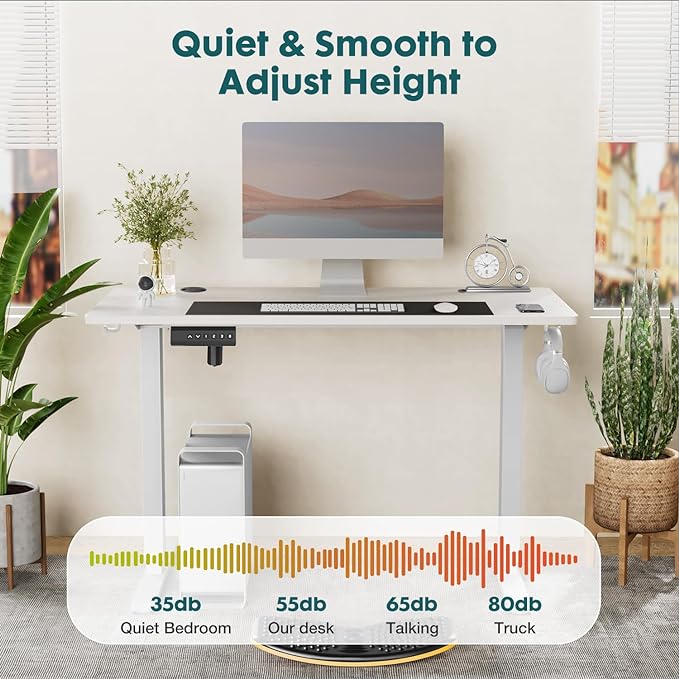 Quiet & Smooth to
Adjust Height
35db
55db
65db
80db
Quiet Bedroom
Our desk
Talking
Truck